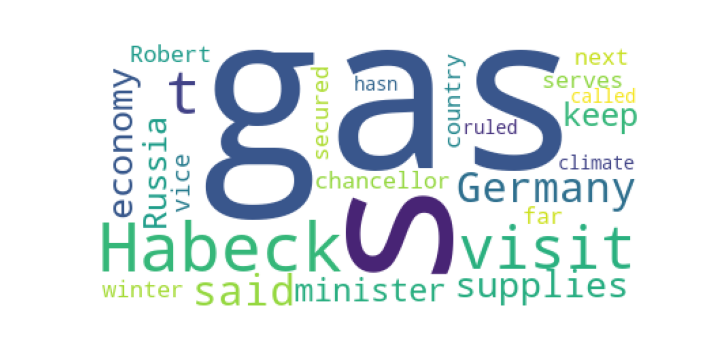 Robert
gas
next
serves
called
keep
economy
Russia
vice
t
secured
hasn
country
ruled
climate
chancellor
Germany
far
Habeck
s
visit
winter
said
minister
supplies